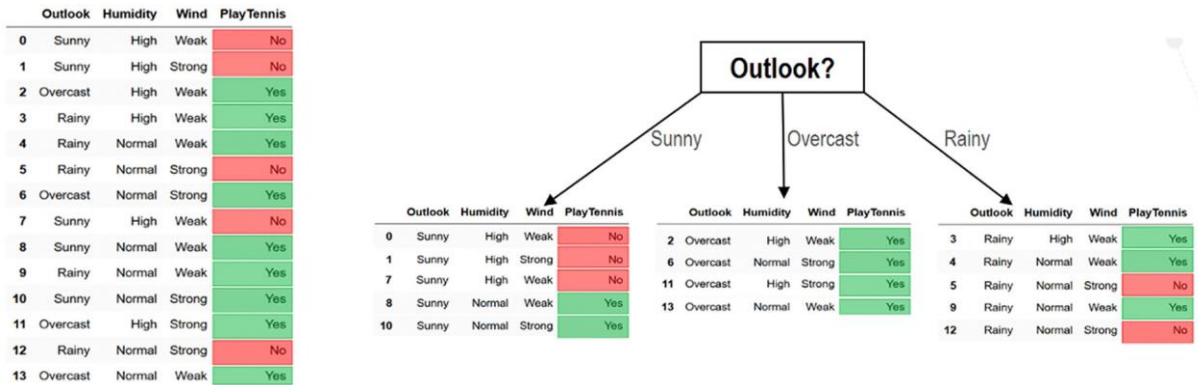 Outlook Humidity Wind PlayTennis
0 Sunny High Weak No
1 Sunny High Strong No
2 Overcast High Weak Yes
3 Rainy High Weak Yes
4 Rainy Normal Weak Yes
5 Rainy Normal Strong No
6 Overcast Normal Strong Yes
7 Sunny High Weak No
8 Sunny Normal Weak Yes
9 Rainy Normal Weak Yes
10 Sunny Normal Strong Yes
11 Overcast High Strong Yes
12 Rainy Normal Strong No
13 Overcast Normal Weak Yes
Outlook?
Sunny
Overcast
Rainy
Outlook Humidity Wind PlayTennis
0 Sunny High Weak No
1 Sunny High Strong No
7 Sunny High Weak No
8 Sunny Normal Weak Yes
10 Sunny Normal Strong Yes
Outlook Humidity Wind PlayTennis
2 Overcast High Weak Yes
6 Overcast Normal Strong Yes
11 Overcast High Strong Yes
13 Overcast Normal Weak Yes
Outlook Humidity Wind PlayTennis
3 Rainy High Weak Yes
4 Rainy Normal Weak Yes
5 Rainy Normal Strong No
9 Rainy Normal Weak Yes
12 Rainy Normal Strong No